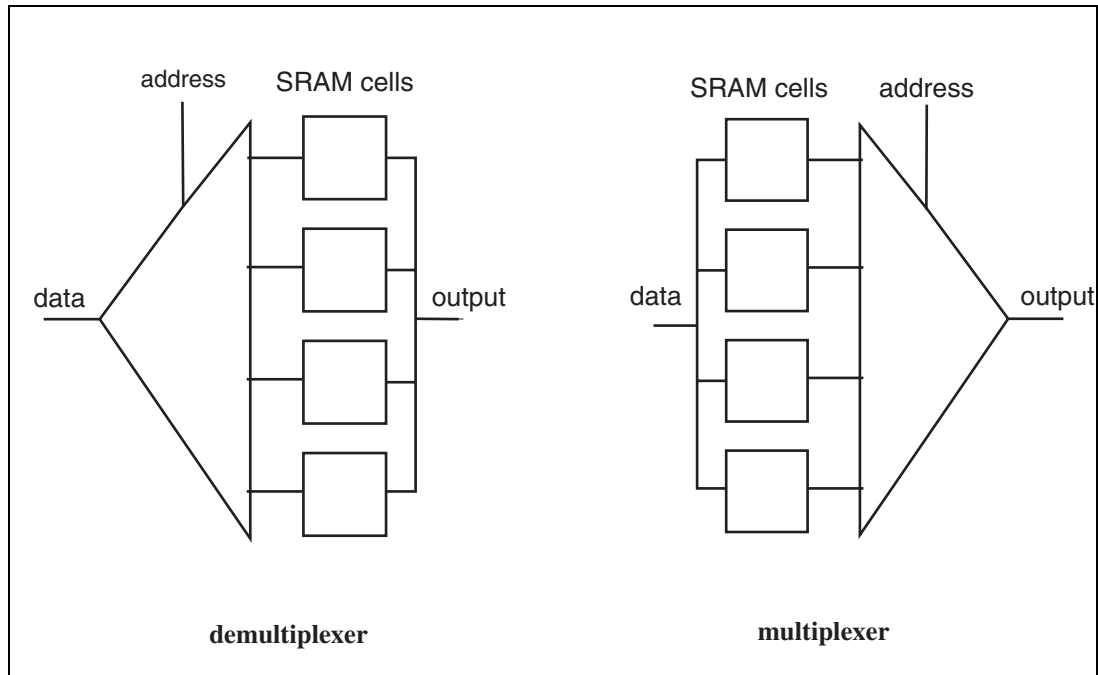 address
SRAM cells
data
output
demultiplexer
SRAM cells
address
data
output
multiplexer